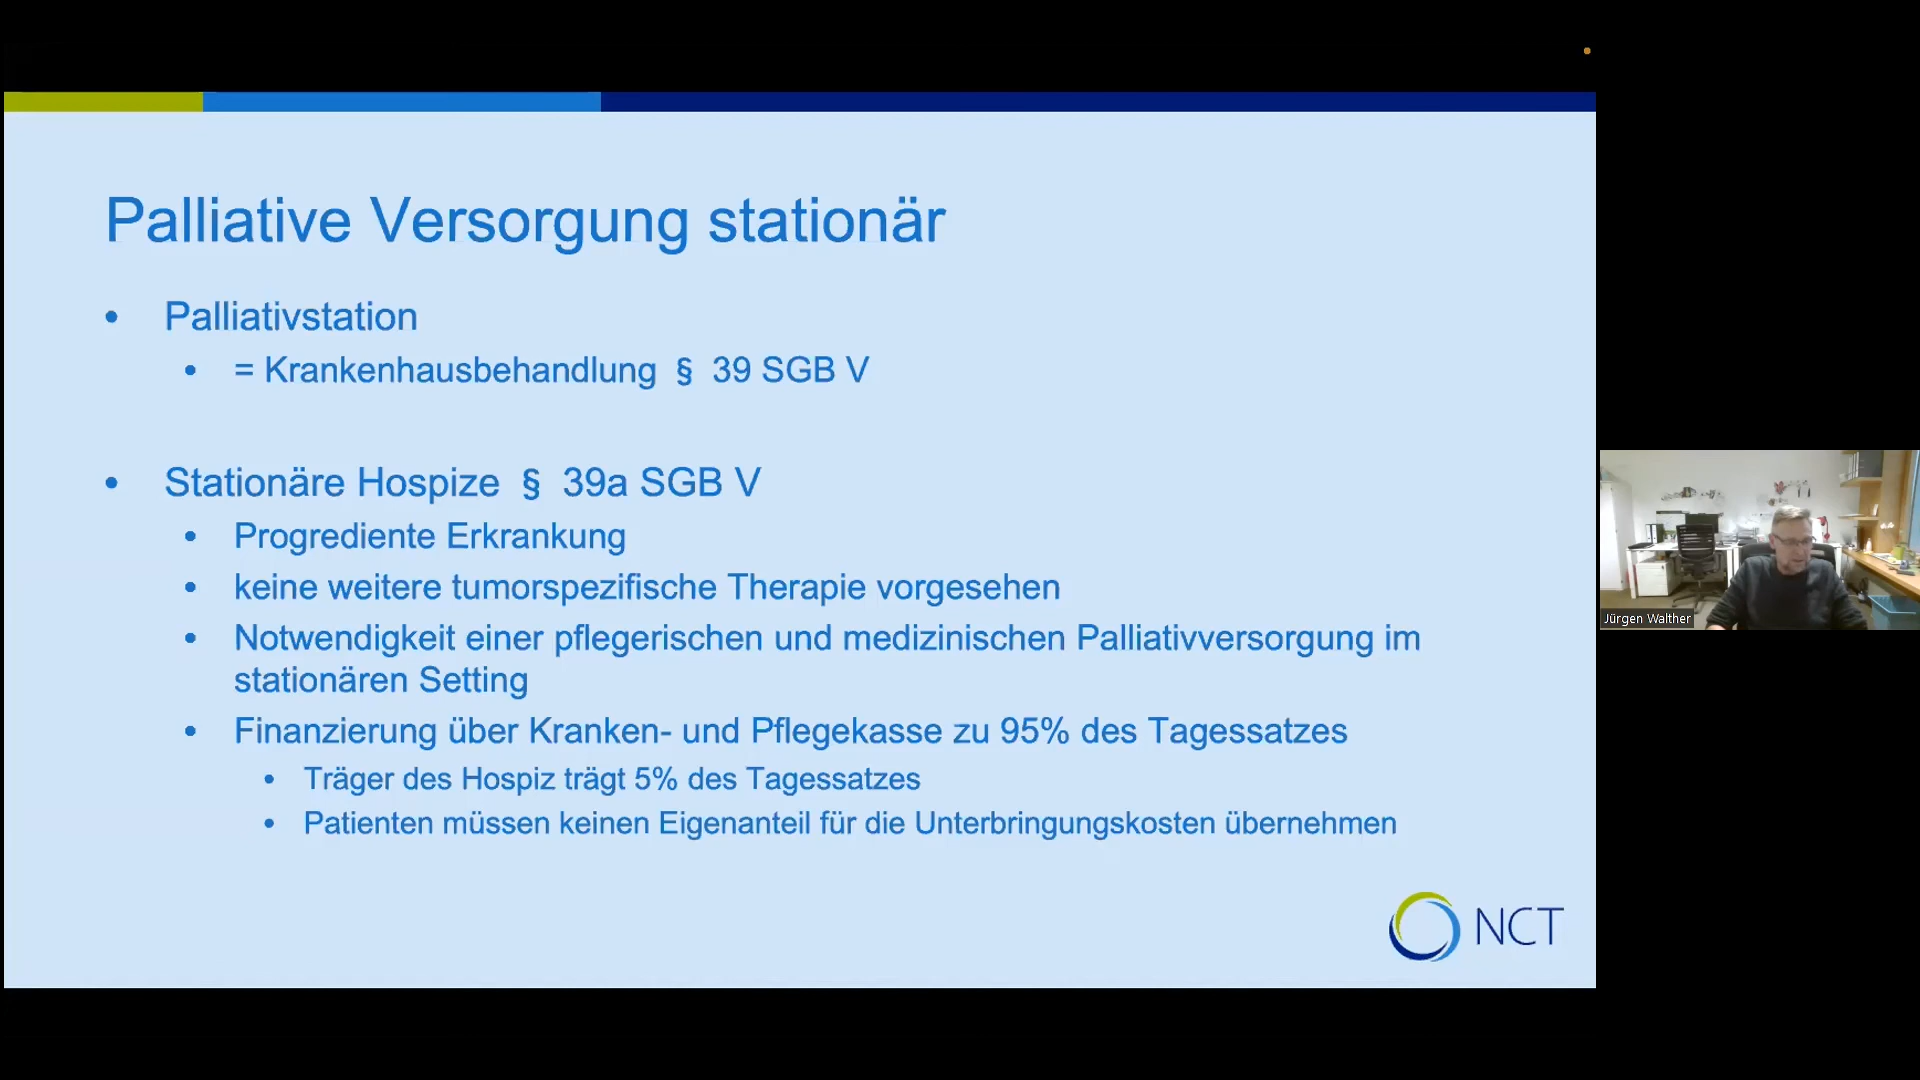 Palliative Versorgung stationär
• Palliativstation
• = Krankenhausbehandlung § 39 SGB V
• Stationäre Hospize § 39a SGB V
• Progrediente Erkrankung
• keine weitere tumorspezifische Therapie vorgesehen
• Notwendigkeit einer pflegerischen und medizinischen Palliativversorgung im
stationären Setting
• Finanzierung über Kranken- und Pflegekasse zu 95% des Tagessatzes
• Träger des Hospiz trägt 5% des Tagessatzes
• Patienten müssen keinen Eigenanteil für die Unterbringungskosten übernehmen
NCT
Jürgen Walther